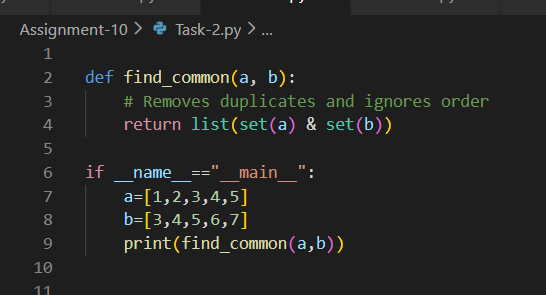 Assignment-10 > Task-2.py > ...
1
2 def find_common(a, b):
3     # Removes duplicates and ignores order
4     return list(set(a) & set(b))
5
6 if __name__=="__main__":
7     a=[1,2,3,4,5]
8     b=[3,4,5,6,7]
9     print(find_common(a,b))
10
11